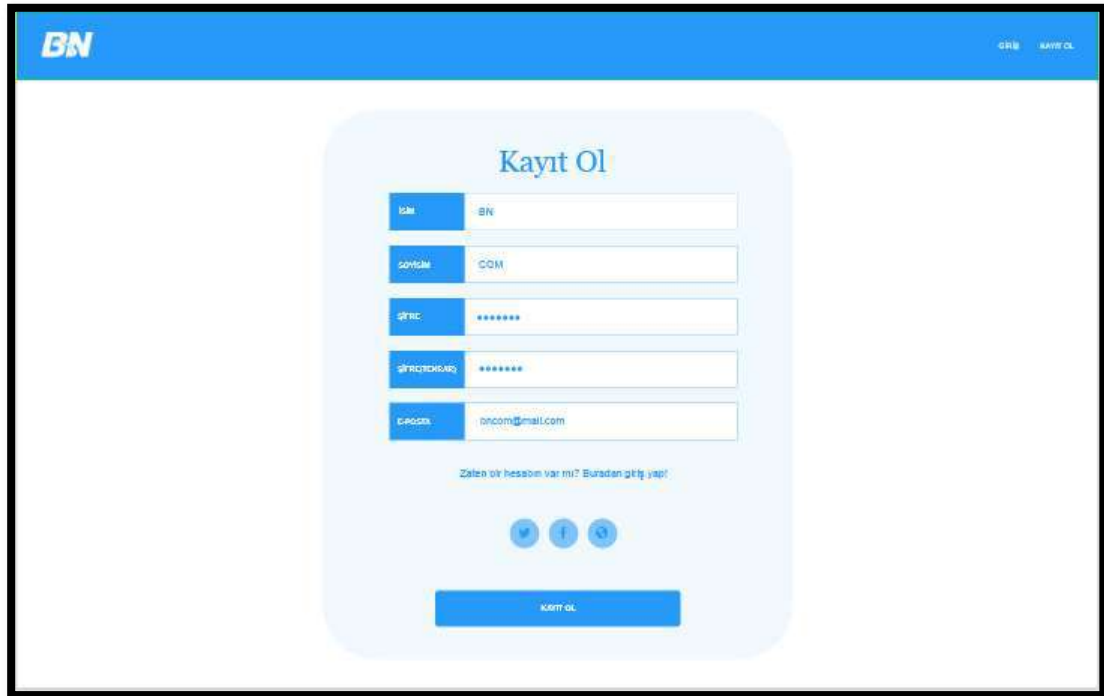 BN
GİRİŞ KAYIT OL
Kayıt Ol
İSİM BN
SOYİSİM COM
ŞİFRE •••••••
ŞİFRE(TEKRAR) •••••••
E-POSTA bncom@mail.com
Zaten bir hesabın var mı? Buradan giriş yap!
KAYIT OL